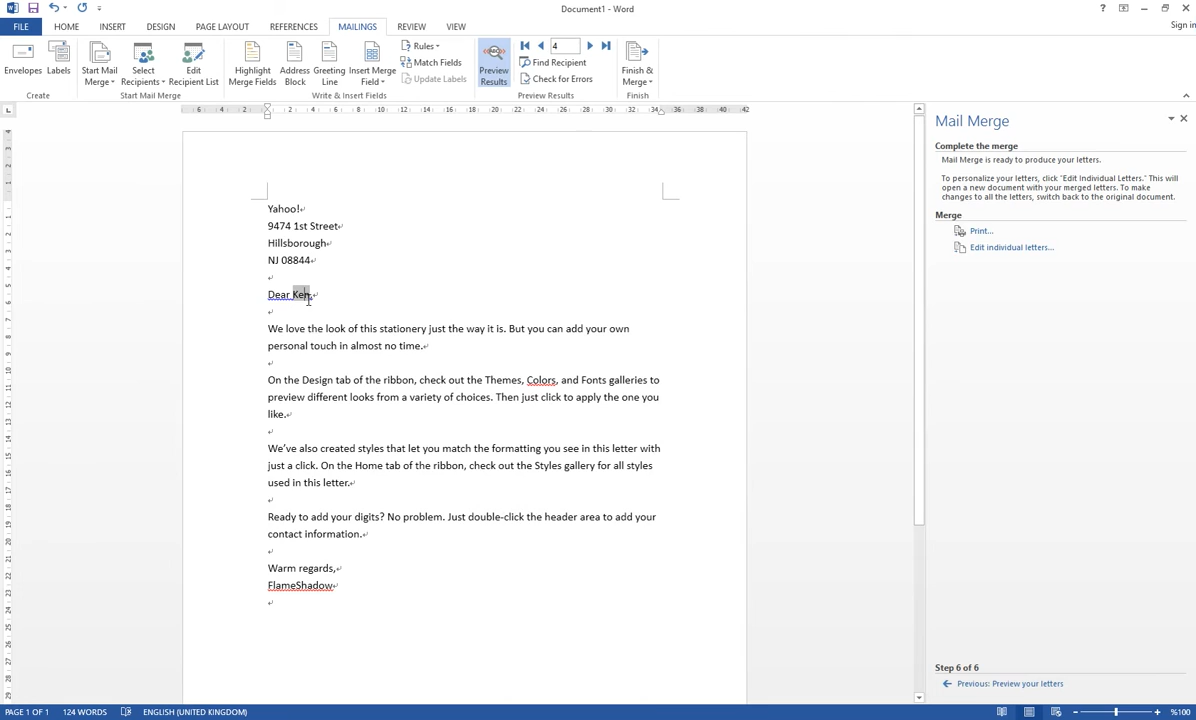 Document1 - Word
Sign in
FILE HOME INSERT DESIGN PAGE LAYOUT REFERENCES MAILINGS REVIEW VIEW
Envelopes
Labels
Create
Start Mail
Merge
Select
Recipients
Edit
Recipient List
Start Mail Merge
Highlight
Merge Fields
Address
Block
Greeting
Line
Insert Merge
Field
Rules
Match Fields
Update Labels
Write & Insert Fields
ABC
Preview
Results
4
Find Recipient
Check for Errors
Preview Results
Finish &
Merge
Finish
Yahoo!
9474 1st Street
Hillsborough
NJ 08844
Dear Ken,
We love the look of this stationery just the way it is. But you can add your own
personal touch in almost no time.
On the Design tab of the ribbon, check out the Themes, Colors, and Fonts galleries to
preview different looks from a variety of choices. Then just click to apply the one you
like.
We've also created styles that let you match the formatting you see in this letter with
just a click. On the Home tab of the ribbon, check out the Styles gallery for all styles
used in this letter.
Ready to add your digits? No problem. Just double-click the header area to add your
contact information.
Warm regards,
FlameShadow
Mail Merge
Complete the merge
Mail Merge is ready to produce your letters.
To personalize your letters, click "Edit Individual Letters." This will
open a new document with your merged letters. To make
changes to all the letters, switch back to the original document.
Merge
Print...
Edit individual letters...
Step 6 of 6
Previous: Preview your letters
PAGE 1 OF 1 124 WORDS ENGLISH (UNITED KINGDOM) %100